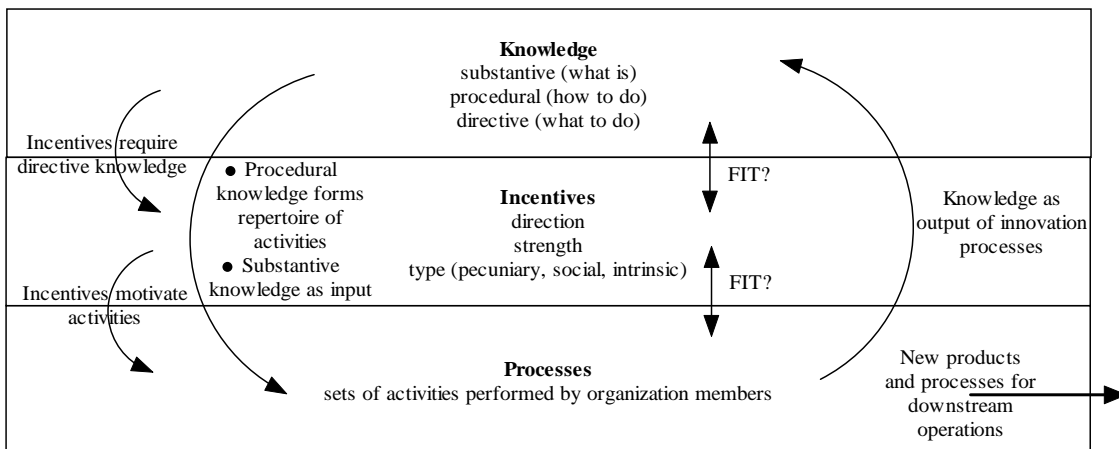 Knowledge
substantive (what is)
procedural (how to do)
directive (what to do)
Incentives require
directive knowledge
● Procedural
knowledge forms
repertoire of
activities
● Substantive
knowledge as input
FIT?
Incentives
direction
strength
type (pecuniary, social, intrinsic)
Knowledge as
output of innovation
processes
FIT?
Incentives motivate
activities
Processes
sets of activities performed by organization members
New products
and processes for
downstream
operations